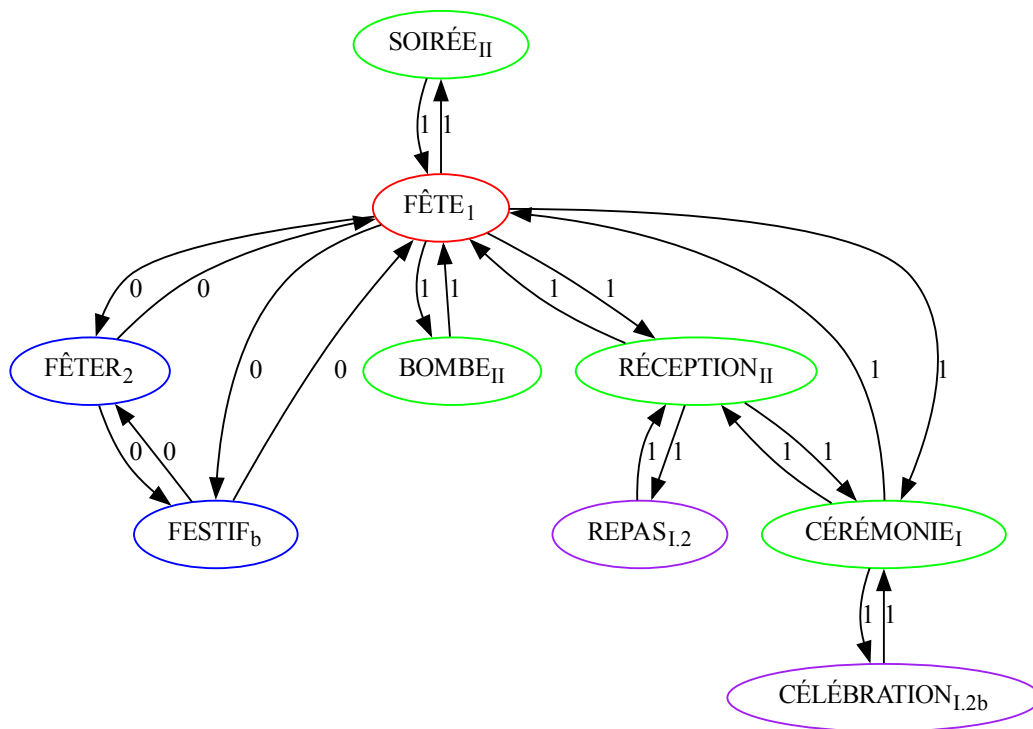 SOIRÉE_II
1 1
FÊTE_1
0 0 1 1 1 1 1 1
0 0
FÊTER_2 BOMBE_II RÉCEPTION_II
0 0 1 1 1 1
FESTIF_b REPAS_I.2 CÉRÉMONIE_I
1 1
CÉLÉBRATION_I.2b